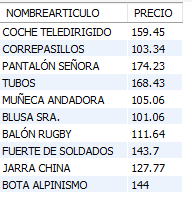 NOMBREARTICULO PRECIO
COCHE TELEDIRIGIDO 159.45
CORREPASILLOS 103.34
PANTALÓN SEÑORA 174.23
TUBOS 168.43
MUÑECA ANDADORA 105.06
BLUSA SRA. 101.06
BALÓN RUGBY 111.64
FUERTE DE SOLDADOS 143.7
JARRA CHINA 127.77
BOTA ALPINISMO 144